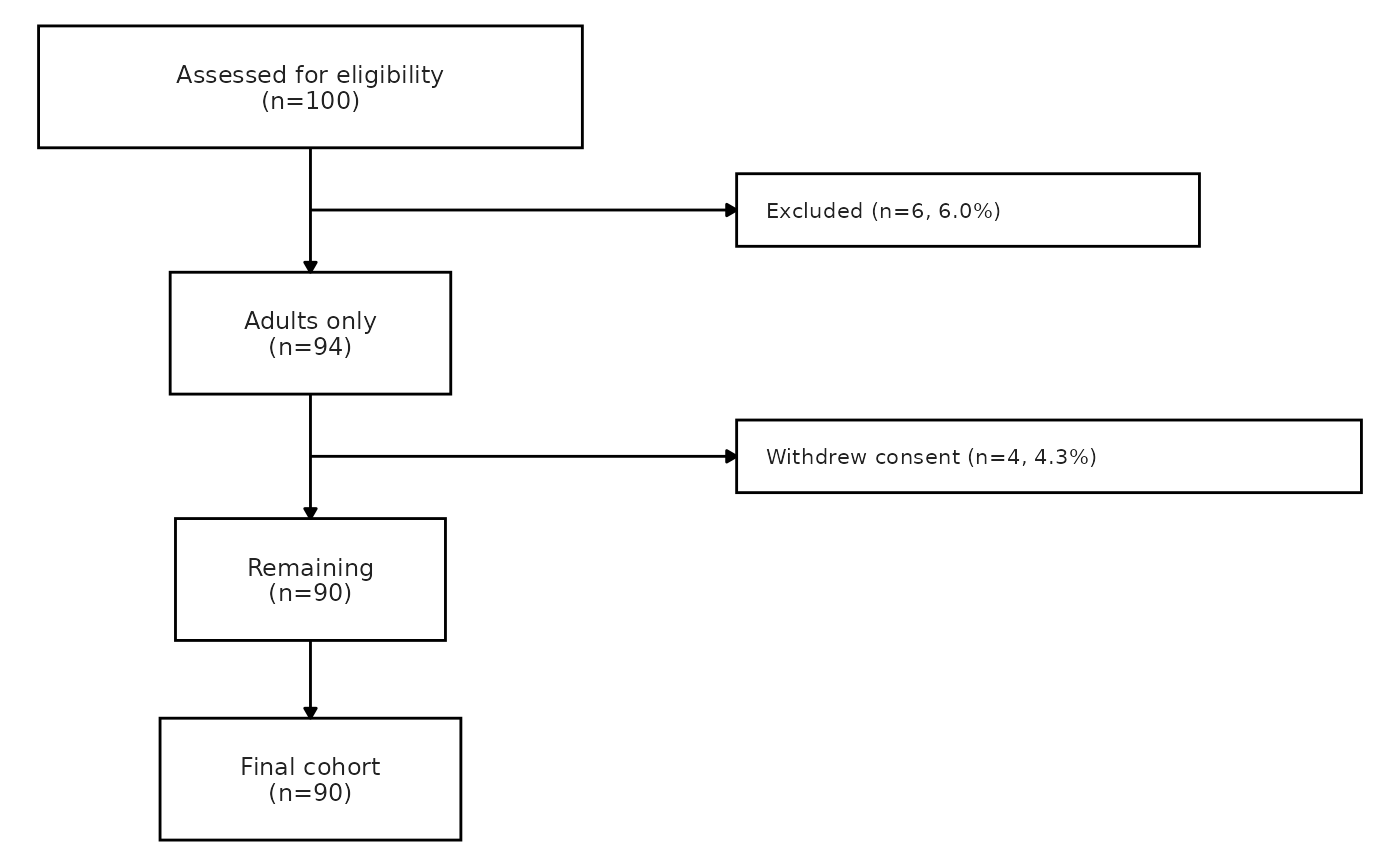 Assessed for eligibility
(n=100)
Excluded (n=6, 6.0%)
Adults only
(n=94)
Withdrew consent (n=4, 4.3%)
Remaining
(n=90)
Final cohort
(n=90)